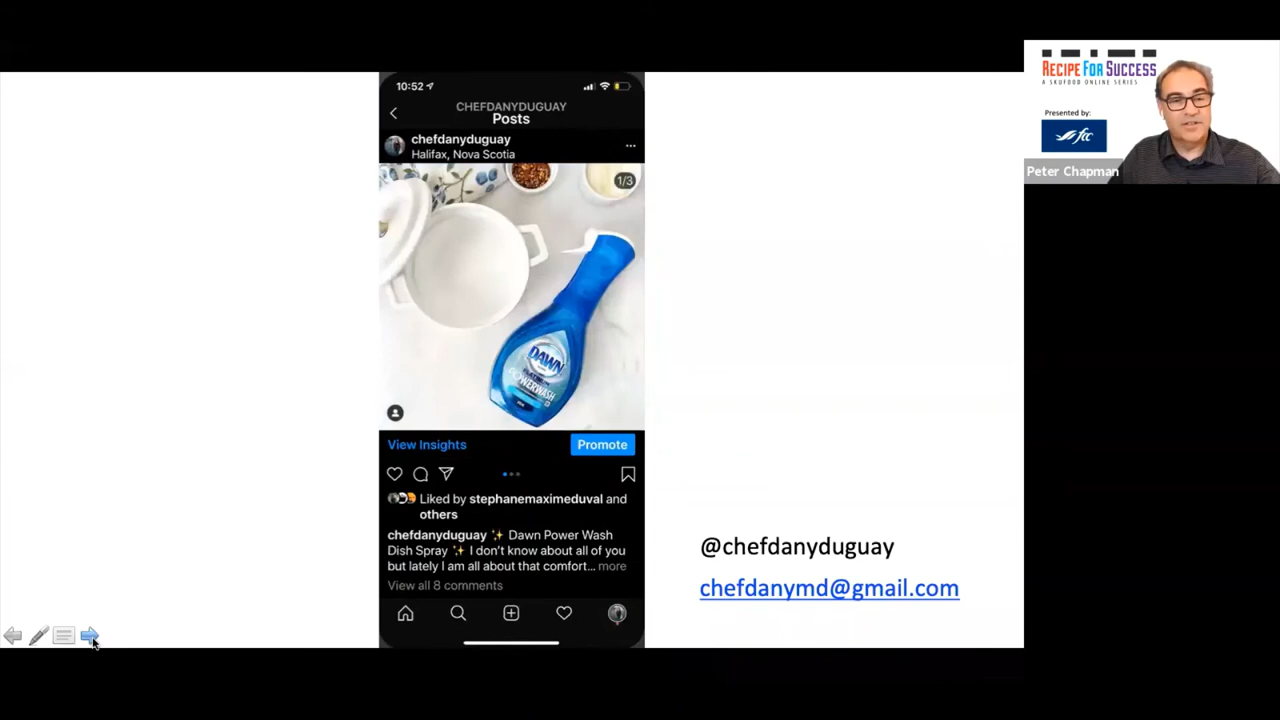 10:52
CHEFDANYDUGUAY
Posts
chefdanyduguay
Halifax, Nova Scotia
1/3
DAWN
PLATINUM
POWERWASH
View Insights
Promote
Liked by stephanemaximeduval and
others
chefdanyduguay ✨ Dawn Power Wash
Dish Spray ✨ I don't know about all of you
but lately I am all about that comfort... more
View all 8 comments
@chefdanyduguay
chefdanymd@gmail.com
RECIPE FOR SUCCESS
A SKUFOOD ONLINE SERIES
Presented by:
fcc
Peter Chapman